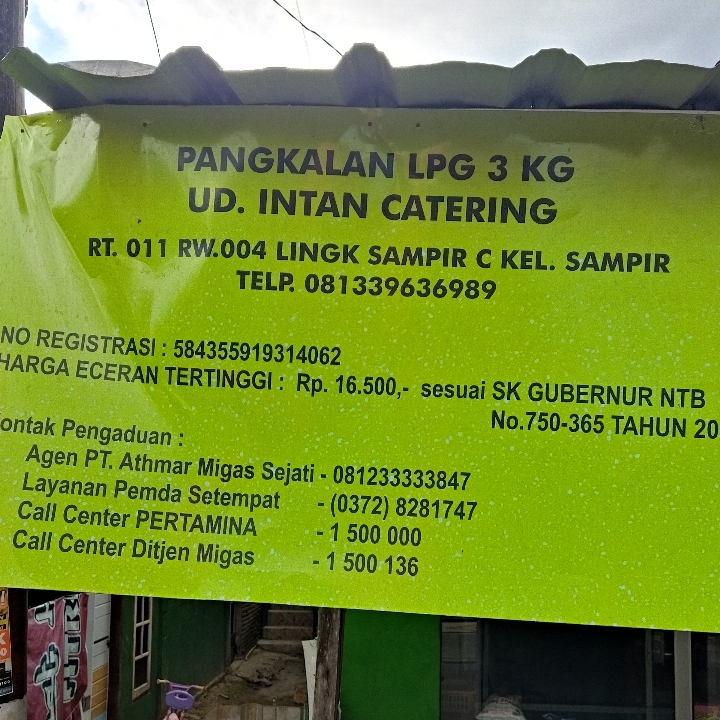 PANGKALAN LPG 3 KG
UD. INTAN CATERING
RT. 011 RW.004 LINGK SAMPIR C KEL. SAMPIR
TELP. 081339636989
NO REGISTRASI : 584355919314062
HARGA ECERAN TERTINGGI : Rp. 16.500,- sesuai SK GUBERNUR NTB
No.750-365 TAHUN 20
ontak Pengaduan :
Agen PT. Athmar Migas Sejati - 081233333847
Layanan Pemda Setempat - (0372) 8281747
Call Center PERTAMINA - 1 500 000
Call Center Ditjen Migas - 1 500 136